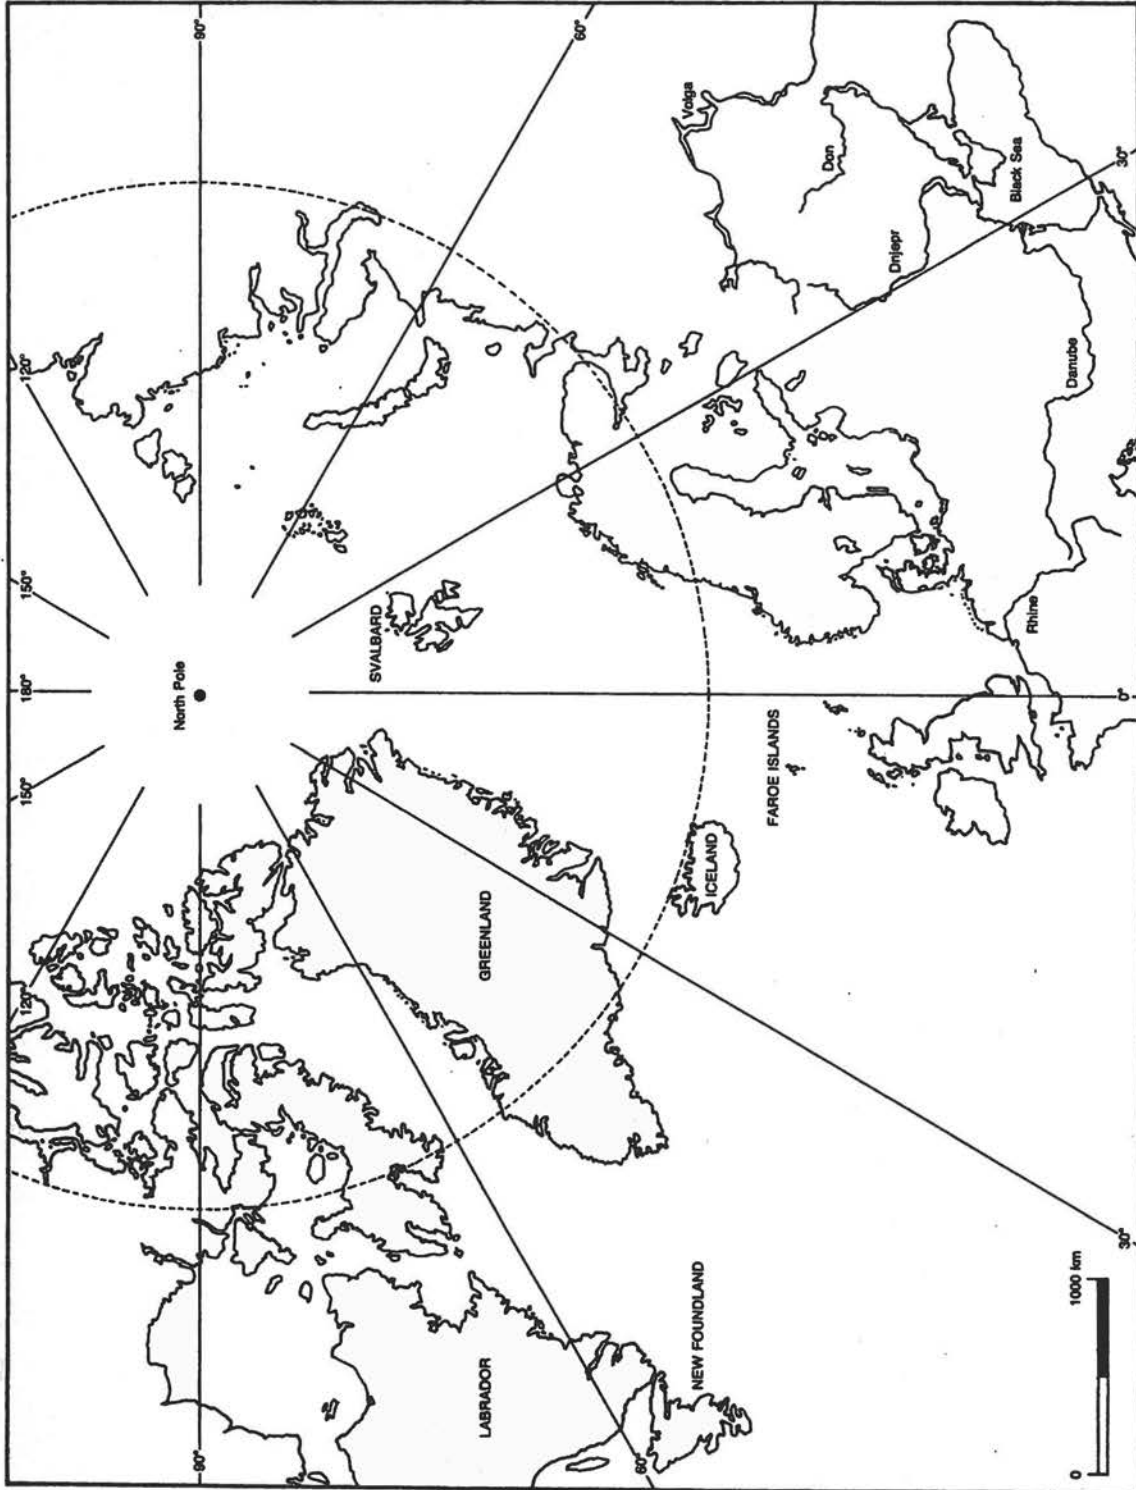 90°
60°
120°
150°
180°
150°
120°
90°
North Pole
SVALBARD
Volga
Don
Dnjepr
Black Sea
30°
Danube
Rhine
0°
FAROE ISLANDS
ICELAND
GREENLAND
LABRADOR
NEW FOUNDLAND
60°
30°
0
1000 km